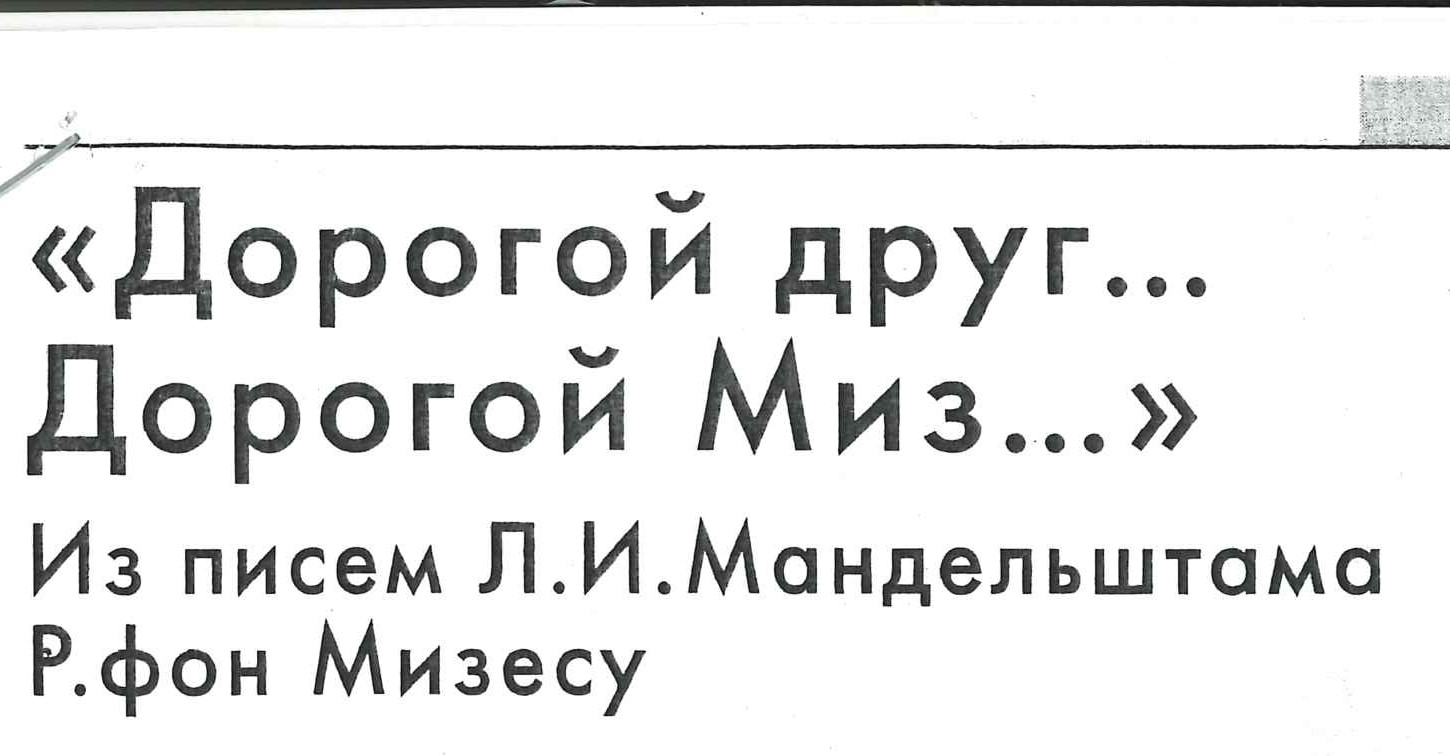 «Дорогой друг...
Дорогой Миз...»
Из писем Л.И.Мандельштама
Р.фон Мизесу